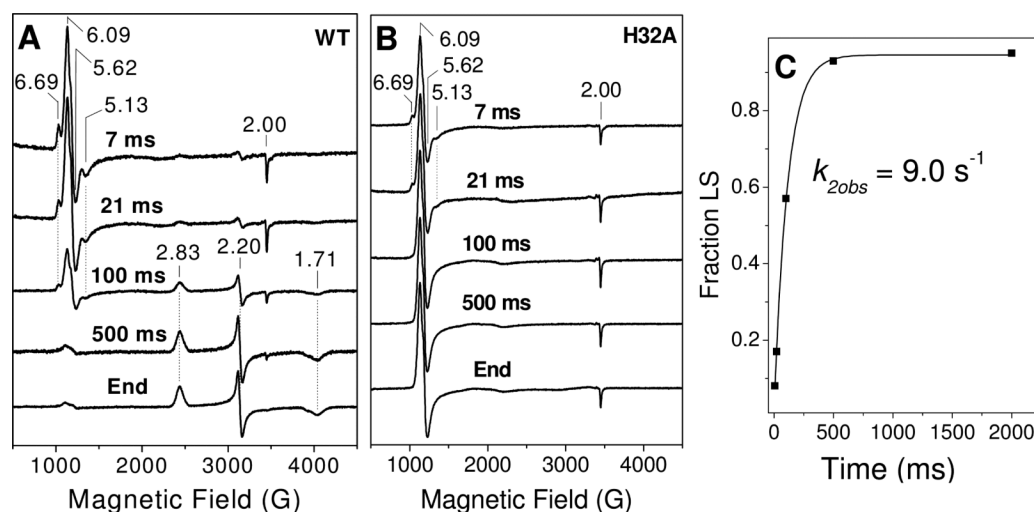 A
WT
6.09
5.62
6.69
5.13
7 ms
2.00
21 ms
2.83
2.20
1.71
100 ms
500 ms
End
1000 2000 3000 4000
Magnetic Field (G)
B
H32A
6.09
5.62
6.69
5.13
7 ms
2.00
21 ms
100 ms
500 ms
End
1000 2000 3000 4000
Magnetic Field (G)
C
0.8
0.6
0.4
0.2
Fraction LS
k2obs = 9.0 s-1
0 500 1000 1500 2000
Time (ms)